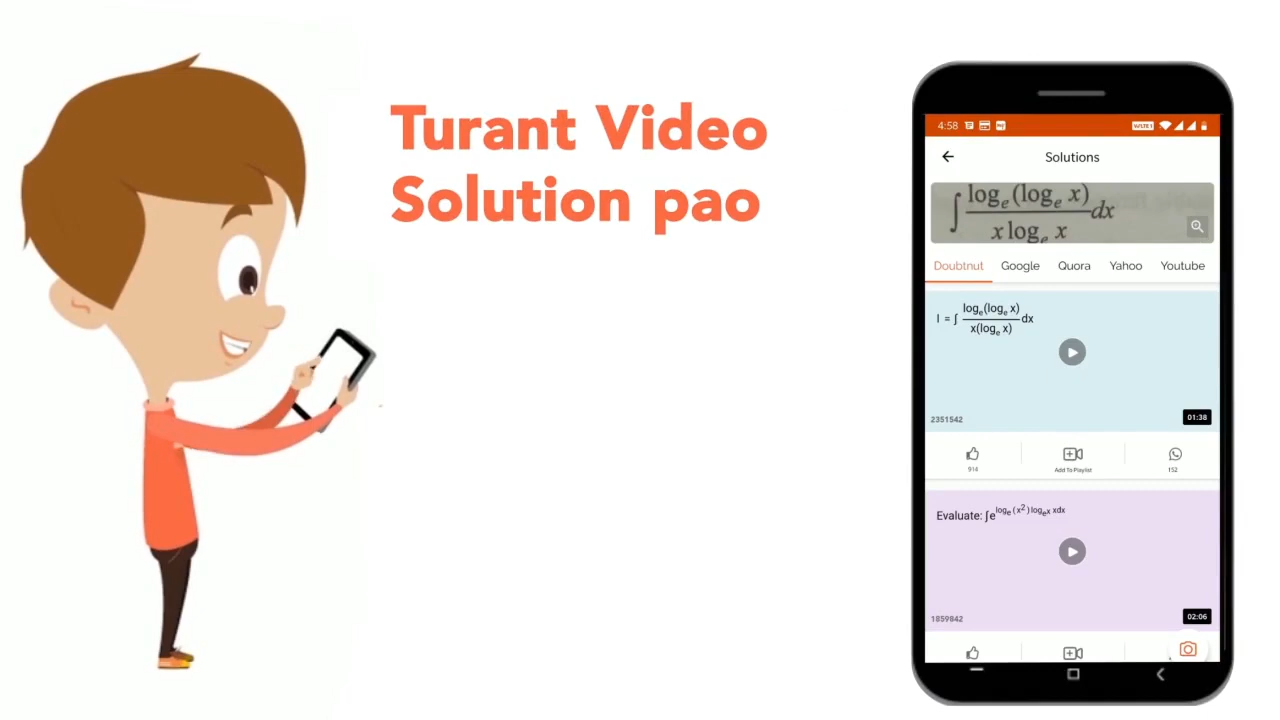 Turant Video
Solution pao
4:58
Solutions
∫ logₑ(logₑ x) / x logₑ x dx
Doubtnut Google Quora Yahoo Youtube
I = ∫ logₑ(logₑ x) / x(logₑ x) dx
2351542 01:38
914 Add To Playlist 152
Evaluate: ∫e^logₑ(x²)logₑx xdx
1859842 02:06